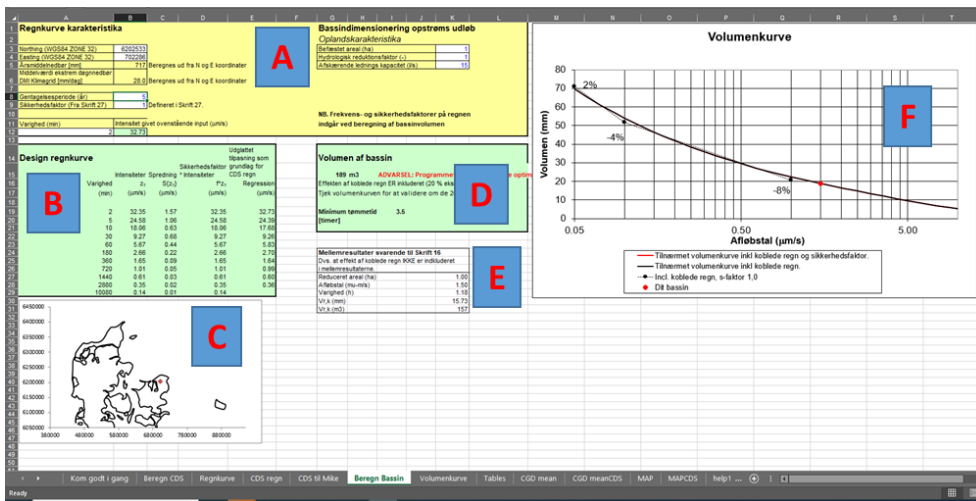 Regnkurve karakteristika
Northing (WGS84 ZONE 32) 6202533
Easting (WGS84 ZONE 32) 702286
Årsmiddelnedbør [mm] 717 Beregnes ud fra N og E koordinater
Middelværdi ekstrem døgnnedbør
DMI Klimagrid [mm/døg] 28.0 Beregnes ud fra N og E koordinater
Gentagelsesperiode (år) 5
Sikkerhedsfaktor (Fra Skrift 27) 1 Defineret i Skrift 27.
Varighed (min) Intensitet givet ovenstående input (μm/s)
2 32.73
A
Bassindimensionering opstrøms udløb
Oplandskarakteristika
Befæstet areal (ha) 1
Hydrologisk reduktionsfaktor (-) 1
Afskærende lednings kapacitet (l/s) 15
NB. Frekvens- og sikkerhedsfaktorer på regnen
indgår ved beregning af bassinvolumen
Design regnkurve
Udglattet
tilpasning som
Sikkerhedsfaktor grundlag for
* Intensiteter CDS regn
Intensiteter Spredning
Varighed z₁ S(z₁) f*z₁ Regression
(min) (μm/s) (μm/s) (μm/s) (μm/s)
2 32.35 1.57 32.35 32.73
5 24.58 1.06 24.58 24.39
10 18.06 0.63 18.06 17.68
30 9.27 0.68 9.27 9.26
60 5.67 0.44 5.67 5.83
180 2.66 0.22 2.66 2.70
360 1.65 0.09 1.65 1.64
720 1.01 0.05 1.01 0.99
1440 0.61 0.03 0.61 0.60
2880 0.35 0.02 0.35 0.36
10080 0.14 0.01 0.14
B
Volumen af bassin
189 m3 ADVARSEL: Programme
Effekten af koblede regn ER inkluderet (20 % eks
Tjek volumenkurven for at validere om de 2
Minimum tømmetid 3.5
[timer]
D
Mellemresultater svarende til Skrift 16
Dvs. at effekt af koblede regn IKKE er indkluderet
i mellemresultaterne.
Reduceret areal (ha) 1.00
Afløbstal (mu-m/s) 1.50
Varighed (h) 1.18
Vr,k (mm) 15.73
Vr,k (m3) 157
E
C
6450000
6400000
6350000
6300000
6250000
6200000
6150000
6100000
6050000
380000 480000 580000 680000 780000 880000
Volumenkurve
Volumen (mm)
80
70
60
50
40
30
20
10
0
2%
-4%
-8%
F
0.05 0.50 5.00
Afløbstal (μm/s)
Tilnærmet volumenkurve inkl koblede regn og sikkerhedsfaktor.
Tilnærmet volumenkurve inkl koblede regn.
Incl. koblede regn, s-faktor 1,0
Dit bassin
Kom godt i gang Beregn CDS Regnkurve CDS regn CDS til Mike Beregn Bassin Volumenkurve Tables CGD mean CGD meanCDS MAP MAPCDS help1 ...
Ready